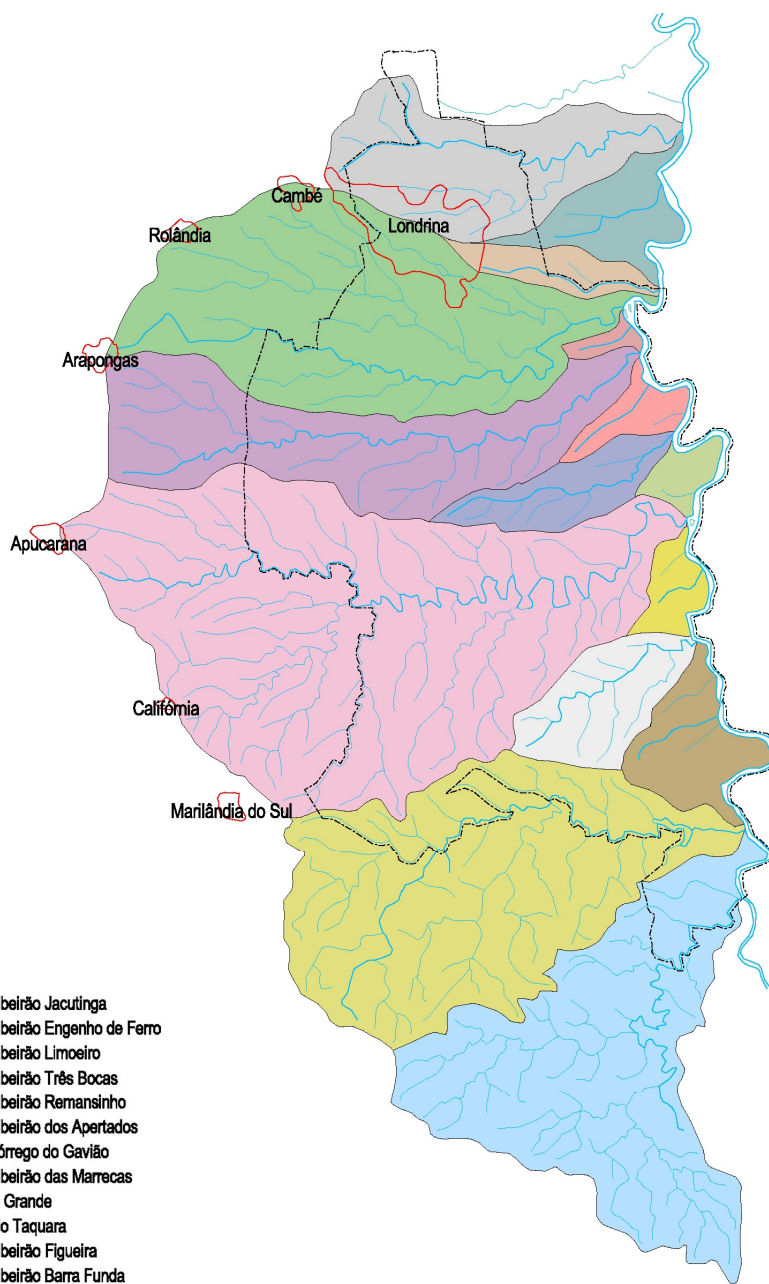 Cambé
Londrina
Rolândia
Arapongas
Apucarana
Califórnia
Marilândia do Sul
beirão Jacutinga
beirão Engenho de Ferro
beirão Limoeiro
beirão Três Bocas
beirão Remansinho
beirão dos Apertados
órrego do Gavião
beirão das Marrecas
Grande
o Taquara
beirão Figueira
beirão Barra Funda